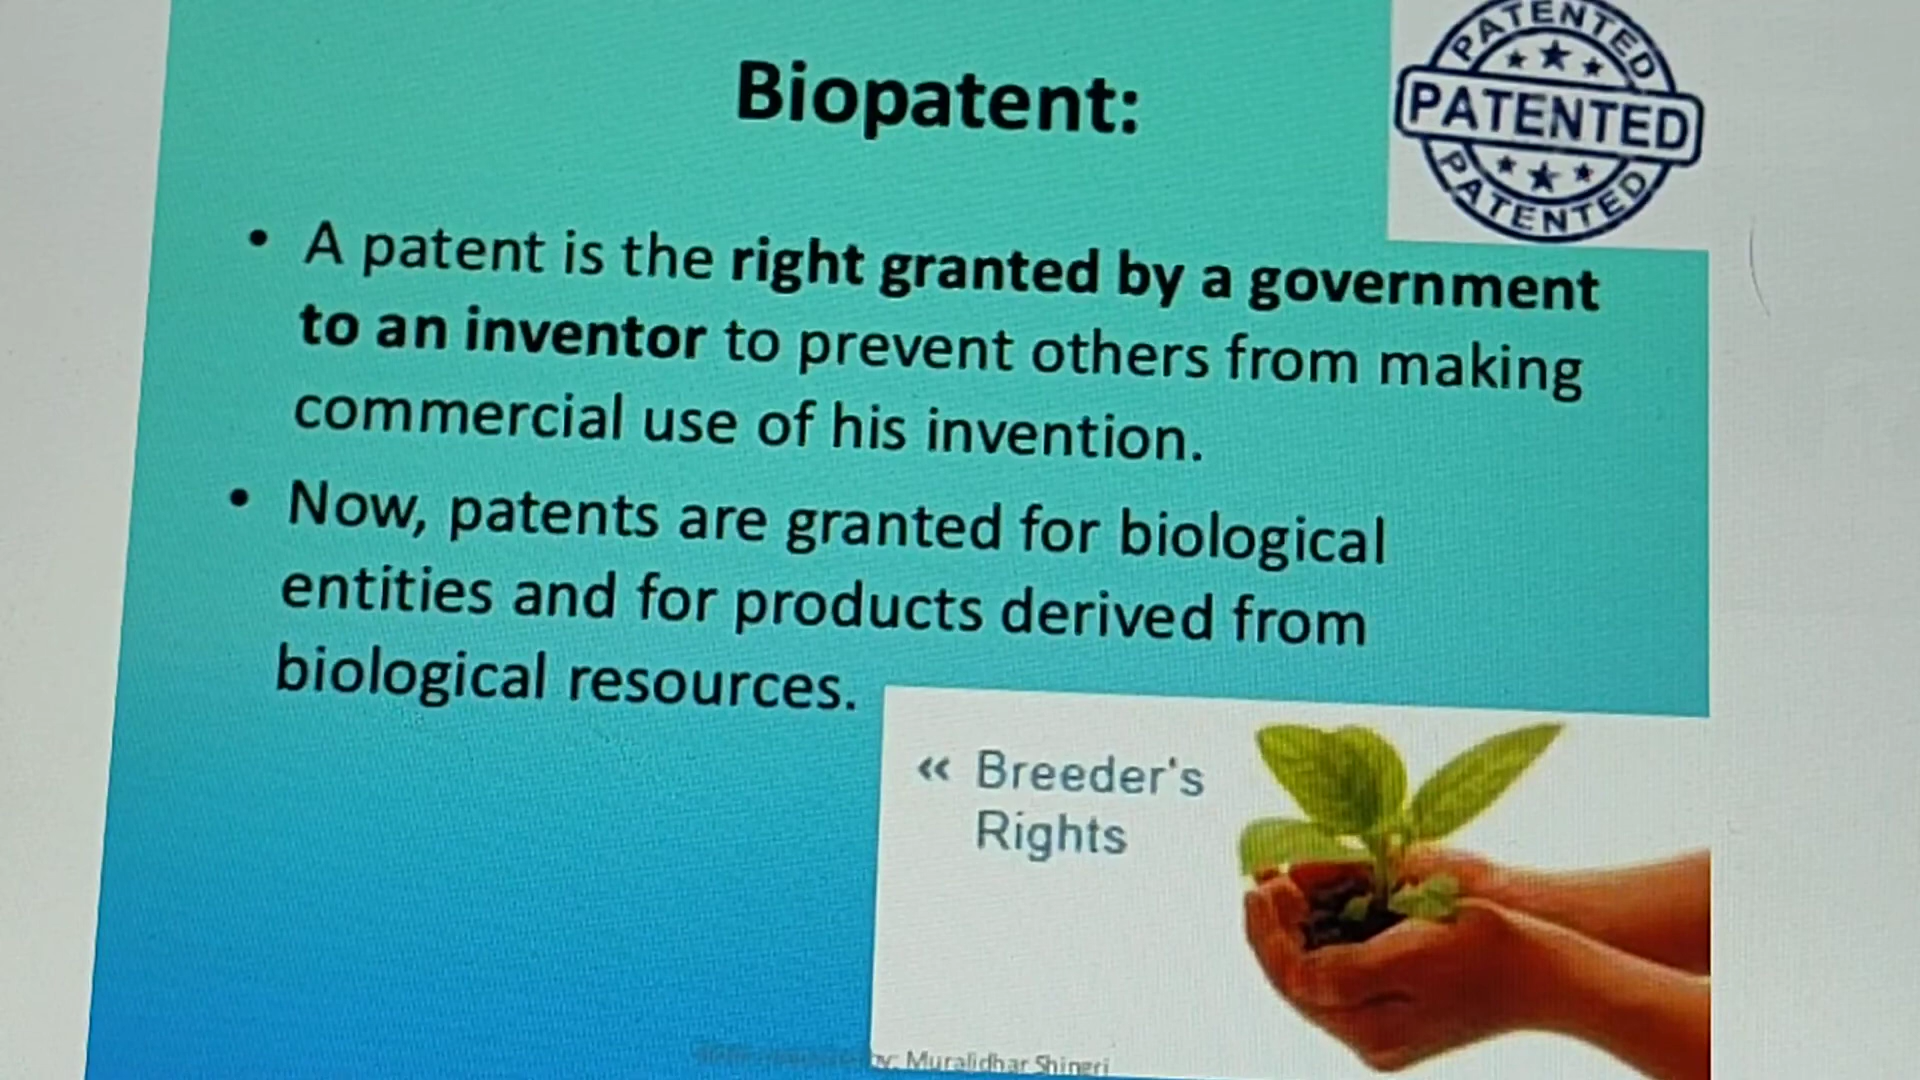 Biopatent:
PATENTED
PATENTED
PATENTED
• A patent is the right granted by a government
to an inventor to prevent others from making
commercial use of his invention.
• Now, patents are granted for biological
entities and for products derived from
biological resources.
« Breeder's
Rights
by: Muralidhar Shingri